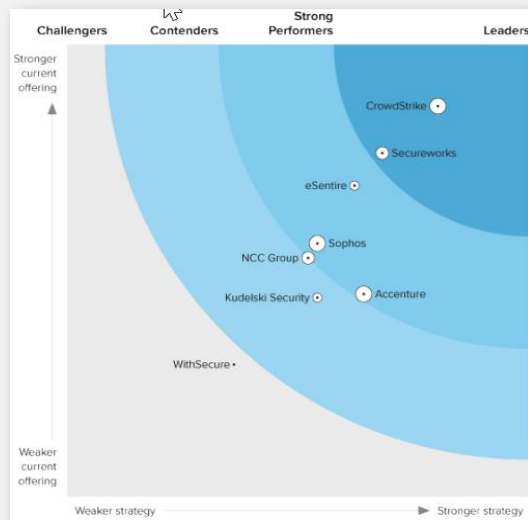 Challengers
Contenders
Strong
Performers
Leaders
Stronger
current
offering
CrowdStrike
Secureworks
eSentire
Sophos
NCC Group
Accenture
Kudelski Security
WithSecure
Weaker
current
offering
Weaker strategy
Stronger strategy